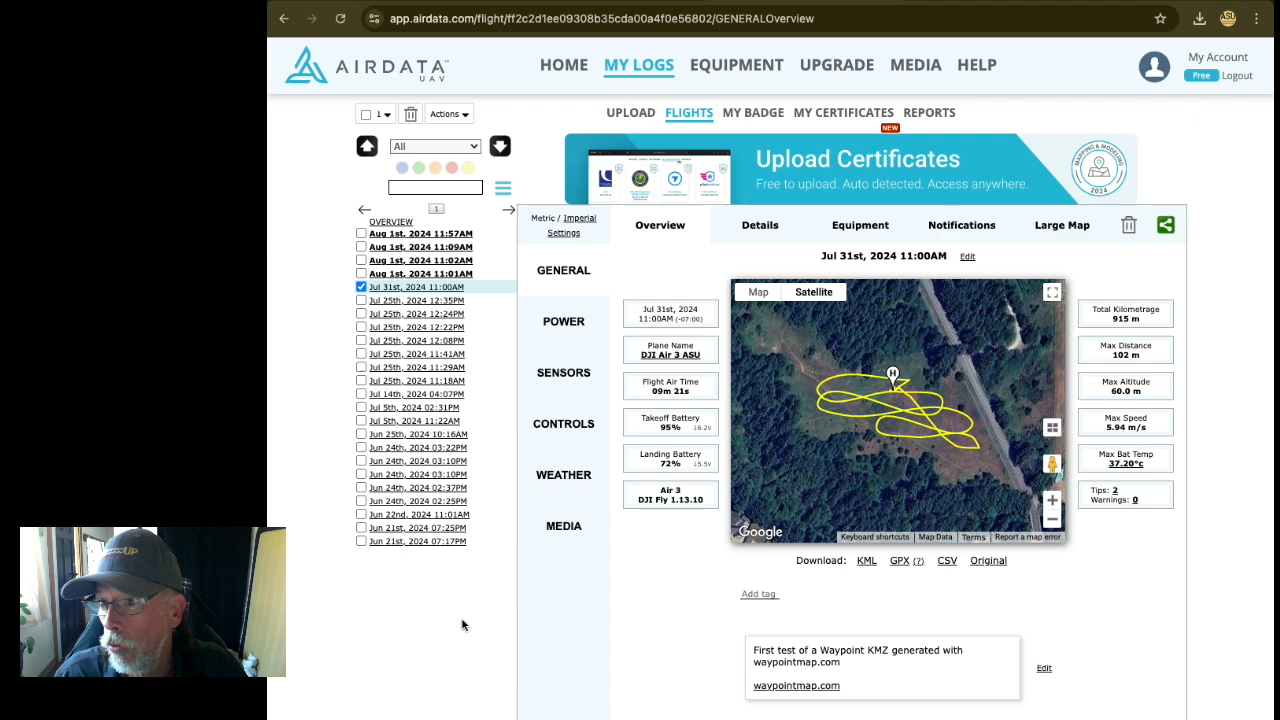 app.airdata.com/flight/ff2c2d1ee09308b35cda00a4f0e56802/GENERALOverview
AIRDATA
UAV
HOME MY LOGS EQUIPMENT UPGRADE MEDIA HELP
My Account
Free Logout
1 Actions
UPLOAD FLIGHTS MY BADGE MY CERTIFICATES REPORTS
NEW
All
Upload Certificates
Free to upload. Auto detected. Access anywhere.
MAPPING & MODELING
2024
1
OVERVIEW
Aug 1st, 2024 11:57AM
Aug 1st, 2024 11:09AM
Aug 1st, 2024 11:02AM
Aug 1st, 2024 11:01AM
Jul 31st, 2024 11:00AM
Jul 25th, 2024 12:35PM
Jul 25th, 2024 12:24PM
Jul 25th, 2024 12:22PM
Jul 25th, 2024 12:08PM
Jul 25th, 2024 11:41AM
Jul 25th, 2024 11:29AM
Jul 25th, 2024 11:18AM
Jul 14th, 2024 04:07PM
Jul 5th, 2024 02:31PM
Jul 5th, 2024 11:22AM
Jun 25th, 2024 10:16AM
Jun 24th, 2024 03:22PM
Jun 24th, 2024 03:10PM
Jun 24th, 2024 03:10PM
Jun 24th, 2024 02:37PM
Jun 24th, 2024 02:25PM
Jun 22nd, 2024 11:01AM
Jun 21st, 2024 07:25PM
Jun 21st, 2024 07:17PM
Metric / Imperial
Settings
Overview Details Equipment Notifications Large Map
GENERAL
POWER
SENSORS
CONTROLS
WEATHER
MEDIA
Jul 31st, 2024 11:00AM Edit
Jul 31st, 2024
11:00AM (-07:00)
Plane Name
DJI Air 3 ASU
Flight Air Time
09m 21s
Takeoff Battery
95% 16.2v
Landing Battery
72% 15.5v
Air 3
DJI Fly 1.13.10
Map Satellite
H
Google
Keyboard shortcuts Map Data Terms Report a map error
Total Kilometrage
915 m
Max Distance
102 m
Max Altitude
60.0 m
Max Speed
5.94 m/s
Max Bat Temp
37.20°c
Tips: 2
Warnings: 0
Download: KML GPX (?) CSV Original
Add tag
First test of a Waypoint KMZ generated with
waypointmap.com
waypointmap.com
Edit